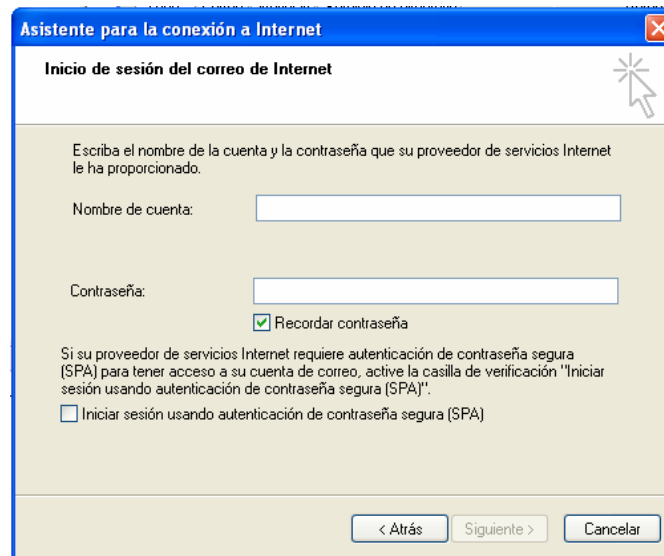 Asistente para la conexión a Internet
Inicio de sesión del correo de Internet
Escriba el nombre de la cuenta y la contraseña que su proveedor de servicios Internet
le ha proporcionado.
Nombre de cuenta:
Contraseña:
Recordar contraseña
Si su proveedor de servicios Internet requiere autenticación de contraseña segura
(SPA) para tener acceso a su cuenta de correo, active la casilla de verificación "Iniciar
sesión usando autenticación de contraseña segura (SPA)".
Iniciar sesión usando autenticación de contraseña segura (SPA)
< Atrás
Siguiente >
Cancelar